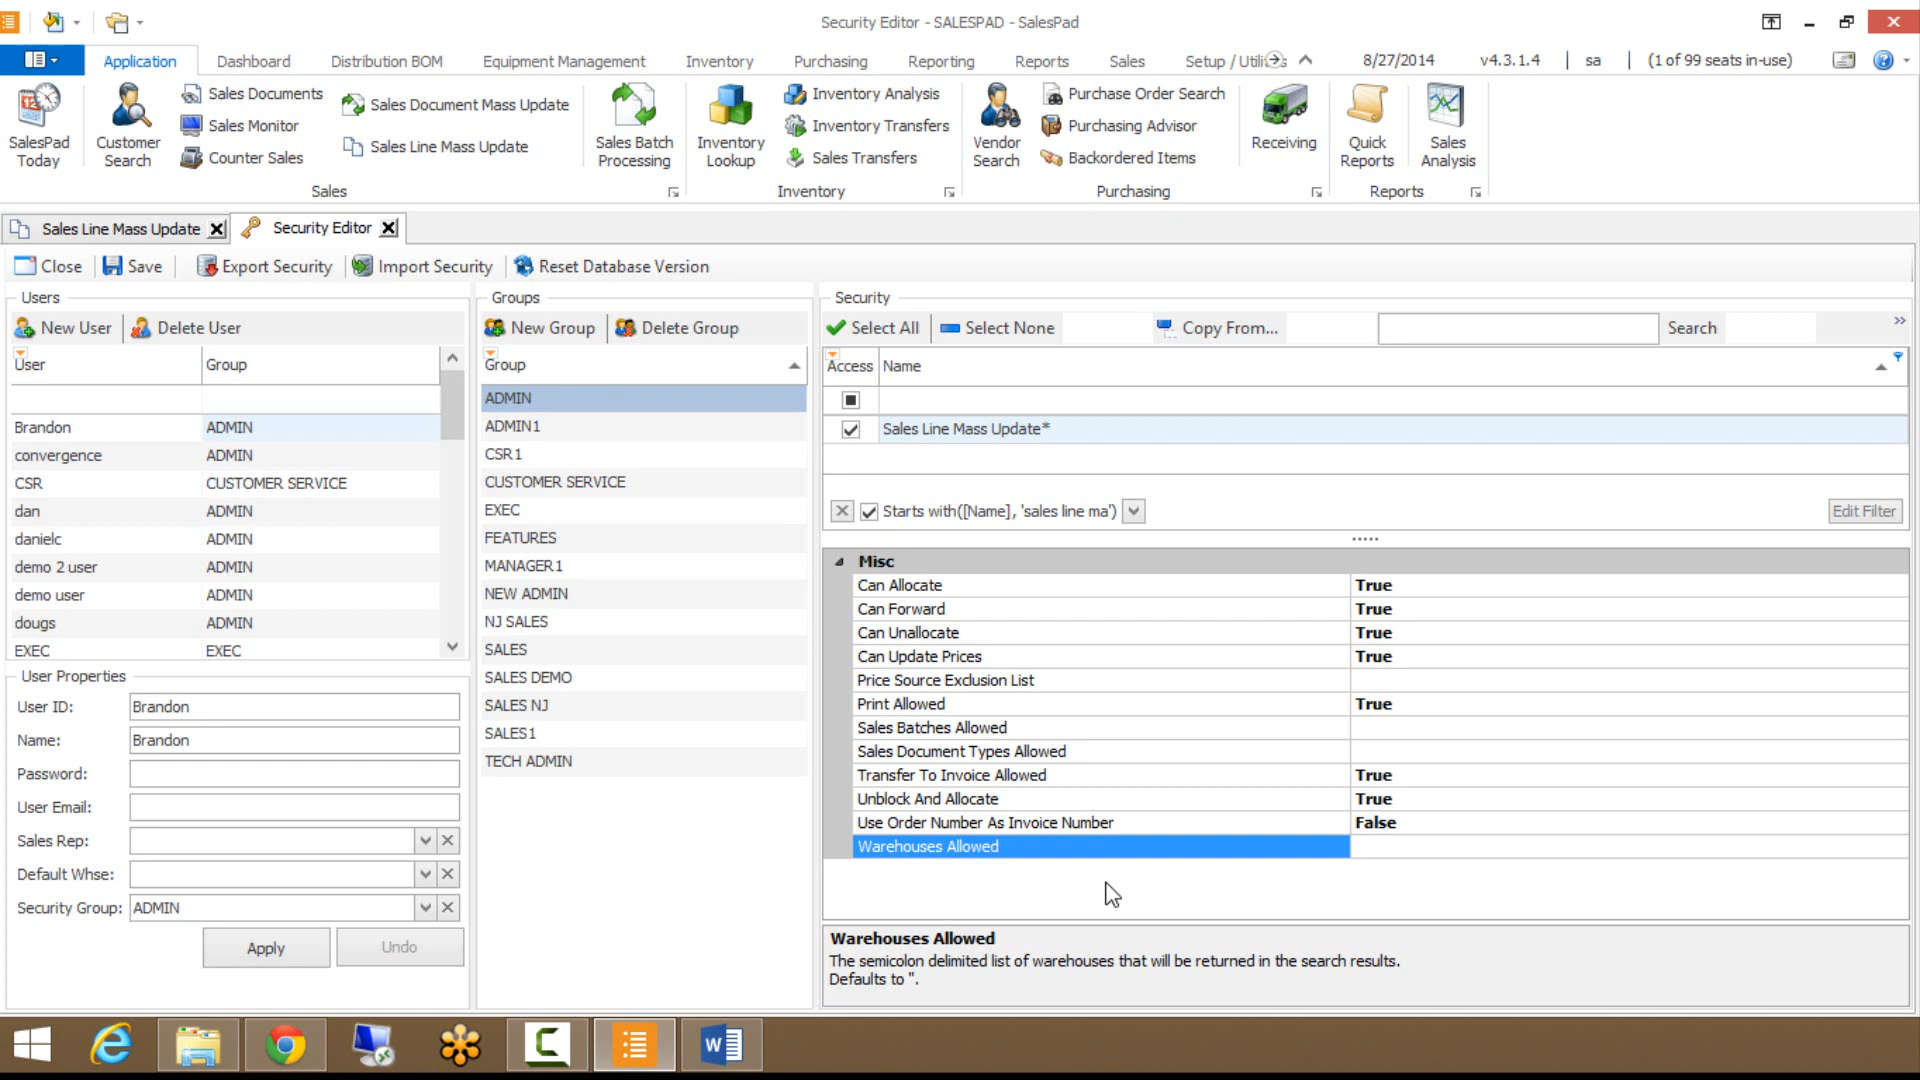 Security Editor - SALESPAD - SalesPad
Application
Dashboard
Distribution BOM
Equipment Management
Inventory
Purchasing
Reporting
Reports
Sales
Setup / Utilities
8/27/2014
v4.3.1.4
sa
(1 of 99 seats in-use)
SalesPad Today
Customer Search
Sales Documents
Sales Monitor
Counter Sales
Sales Document Mass Update
Sales Line Mass Update
Sales Batch Processing
Inventory Lookup
Inventory Analysis
Inventory Transfers
Sales Transfers
Vendor Search
Purchase Order Search
Purchasing Advisor
Backordered Items
Receiving
Quick Reports
Sales Analysis
Sales
Inventory
Purchasing
Reports
Sales Line Mass Update
Security Editor
Close
Save
Export Security
Import Security
Reset Database Version
Users
New User
Delete User
User Group
Brandon ADMIN
convergence ADMIN
CSR CUSTOMER SERVICE
dan ADMIN
danielc ADMIN
demo 2 user ADMIN
demo user ADMIN
dougs ADMIN
EXEC EXEC
User Properties
User ID: Brandon
Name: Brandon
Password:
User Email:
Sales Rep:
Default Whse:
Security Group: ADMIN
Apply
Undo
Groups
New Group
Delete Group
Group
ADMIN
ADMIN1
CSR1
CUSTOMER SERVICE
EXEC
FEATURES
MANAGER1
NEW ADMIN
NJ SALES
SALES
SALES DEMO
SALES NJ
SALES1
TECH ADMIN
Security
Select All
Select None
Copy From...
Search
Access Name
Sales Line Mass Update*
Starts with([Name], 'sales line ma')
Edit Filter
Misc
Can Allocate True
Can Forward True
Can Unallocate True
Can Update Prices True
Price Source Exclusion List
Print Allowed True
Sales Batches Allowed
Sales Document Types Allowed
Transfer To Invoice Allowed True
Unblock And Allocate True
Use Order Number As Invoice Number False
Warehouses Allowed
Warehouses Allowed
The semicolon delimited list of warehouses that will be returned in the search results.
Defaults to ''.